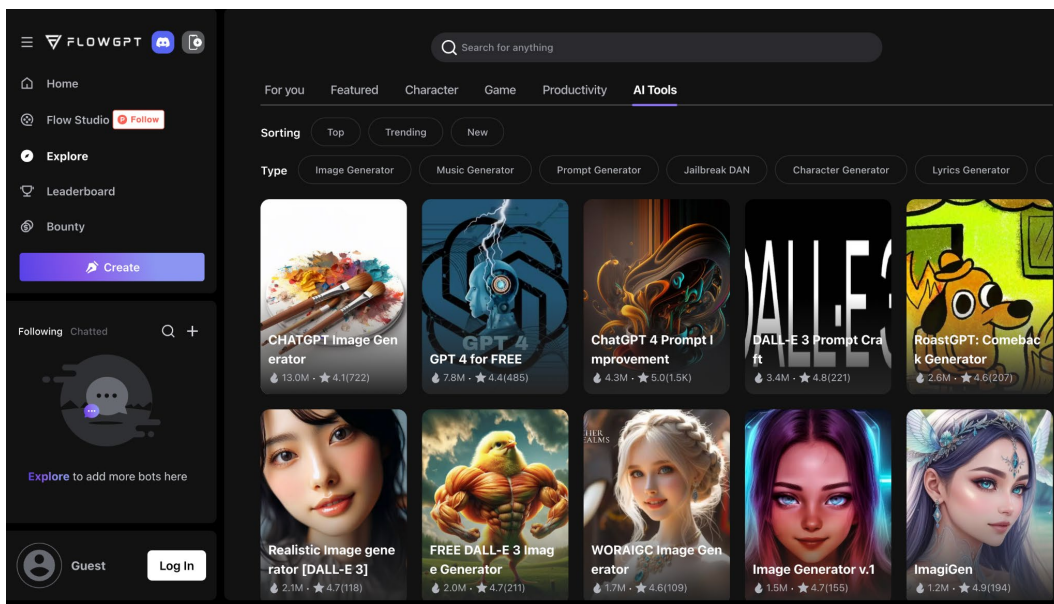 FLOWGPT
Home
Flow Studio
Follow
Explore
Leaderboard
Bounty
Create
Following Chatted
Explore to add more bots here
Guest
Log In
Search for anything
For you Featured Character Game Productivity AI Tools
Sorting Top Trending New
Type Image Generator Music Generator Prompt Generator Jailbreak DAN Character Generator Lyrics Generator
CHATGPT Image Gen
erator
13.0M · 4.1(722)
GPT 4
GPT 4 for FREE
7.8M · 4.4(485)
ChatGPT 4 Prompt I
mprovement
4.3M · 5.0(1.5K)
DALL-E 3
DALL-E 3 Prompt Cra
ft
3.4M · 4.8(221)
RoastGPT: Comebac
k Generator
2.6M · 4.6(207)
Realistic Image gene
rator [DALL-E 3]
2.1M · 4.7(118)
FREE DALL-E 3 Imag
e Generator
2.0M · 4.7(211)
WORAIGC Image Gen
erator
1.7M · 4.6(109)
Image Generator v.1
1.5M · 4.7(155)
ImagiGen
1.2M · 4.9(194)